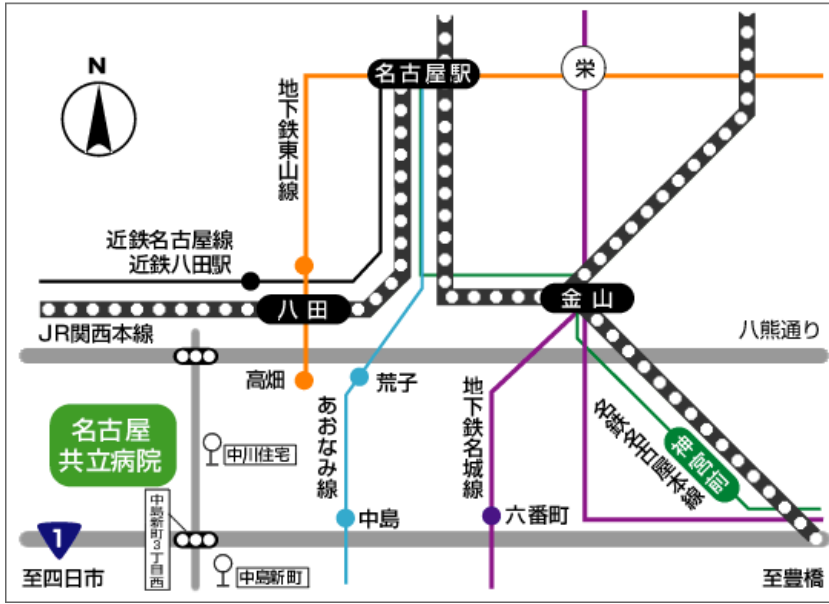 N
名古屋駅
栄
地下鉄東山線
近鉄名古屋線
近鉄八田駅
八田
金山
JR関西本線
八熊通り
高畑
荒子
あおなみ線
地下鉄名城線
名鉄名古屋本線
神宮前
名古屋
共立病院
中川住宅
中島新町3丁目西
中島
六番町
1
至四日市
中島新町
至豊橋